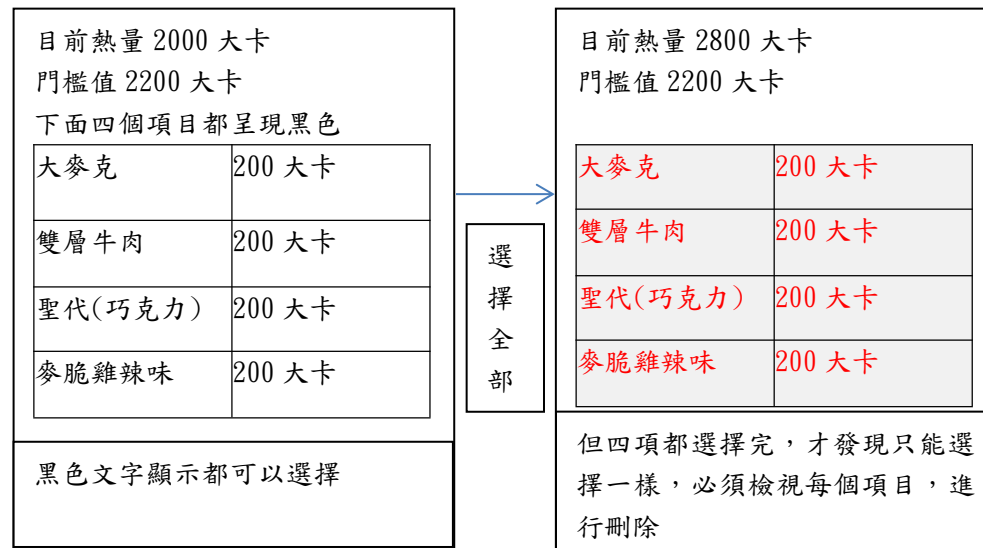 目前熱量 2000 大卡
門檻值 2200 大卡
下面四個項目都呈現黑色
大麥克 200 大卡
雙層牛肉 200 大卡
聖代(巧克力) 200 大卡
麥脆雞辣味 200 大卡
黑色文字顯示都可以選擇
選
擇
全
部
目前熱量 2800 大卡
門檻值 2200 大卡
大麥克 200 大卡
雙層牛肉 200 大卡
聖代(巧克力) 200 大卡
麥脆雞辣味 200 大卡
但四項都選擇完，才發現只能選
擇一樣，必須檢視每個項目，進
行刪除